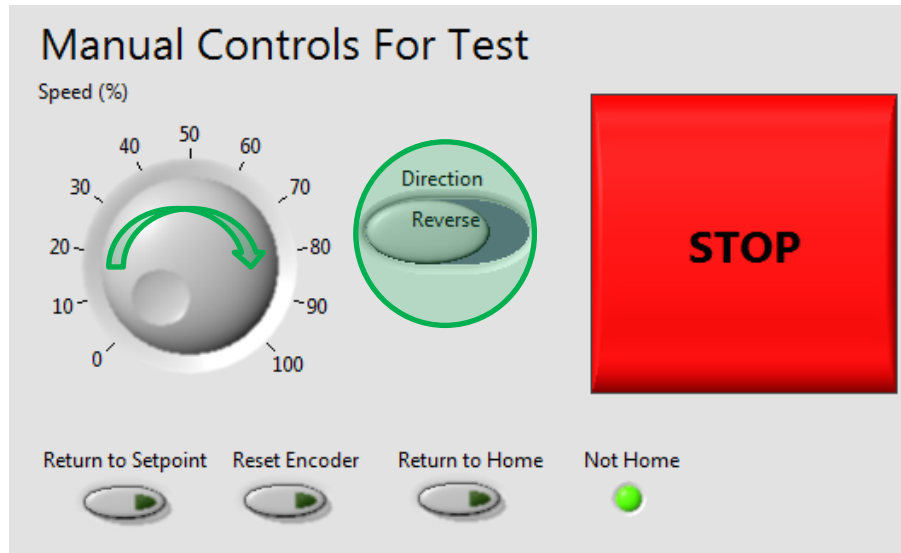 Manual Controls For Test
Speed (%)
0
10
20
30
40
50
60
70
80
90
100
Direction
Reverse
STOP
Return to Setpoint
Reset Encoder
Return to Home
Not Home